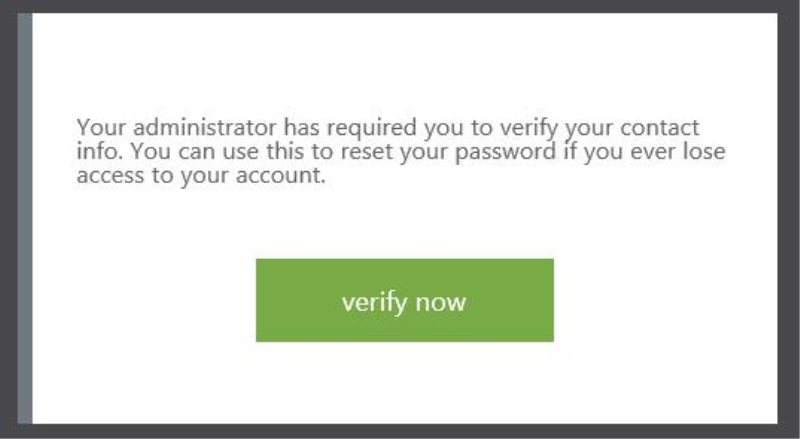 Your administrator has required you to verify your contact
info. You can use this to reset your password if you ever lose
access to your account.
verify now